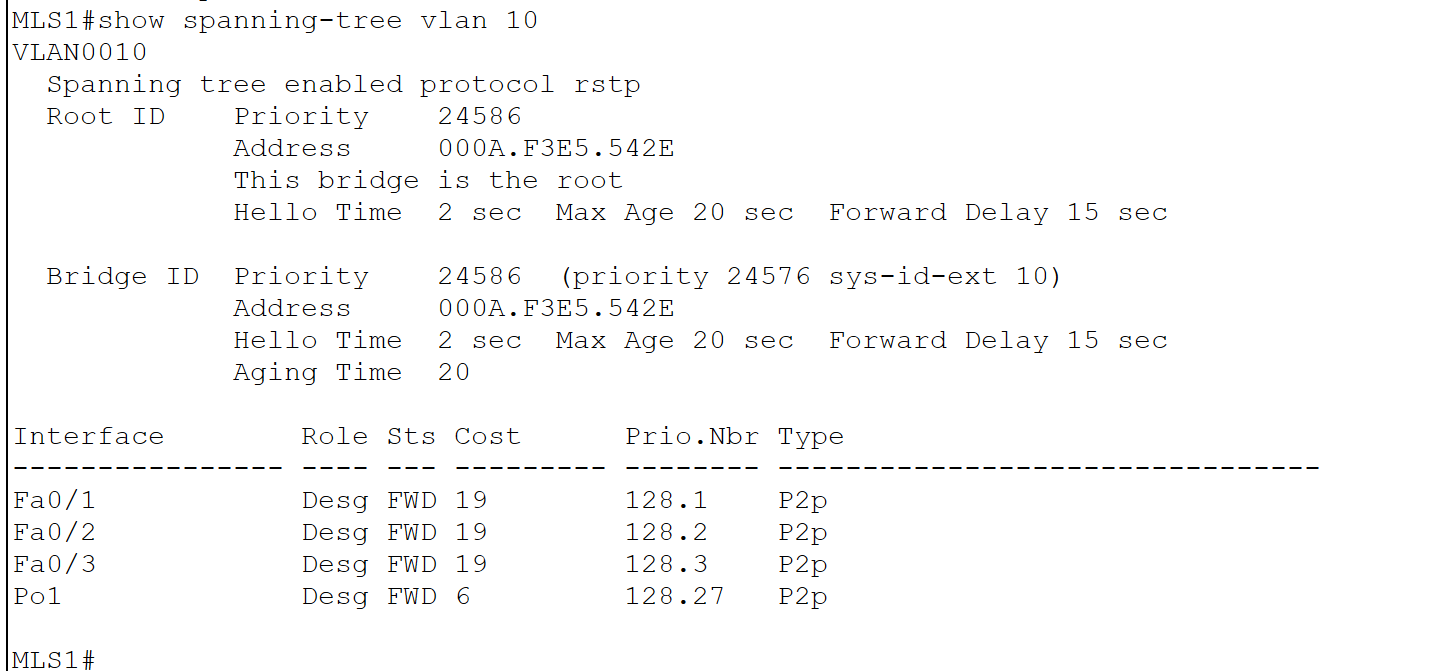 MLS1#show spanning-tree vlan 10
VLAN0010
  Spanning tree enabled protocol rstp
  Root ID    Priority    24586
             Address     000A.F3E5.542E
             This bridge is the root
             Hello Time  2 sec  Max Age 20 sec  Forward Delay 15 sec

  Bridge ID  Priority    24586  (priority 24576 sys-id-ext 10)
             Address     000A.F3E5.542E
             Hello Time  2 sec  Max Age 20 sec  Forward Delay 15 sec
             Aging Time  20

Interface        Role Sts Cost      Prio.Nbr Type
---------------- ---- --- --------- -------- --------------------------------
Fa0/1            Desg FWD 19        128.1    P2p
Fa0/2            Desg FWD 19        128.2    P2p
Fa0/3            Desg FWD 19        128.3    P2p
Po1              Desg FWD 6         128.27   P2p

MLS1#